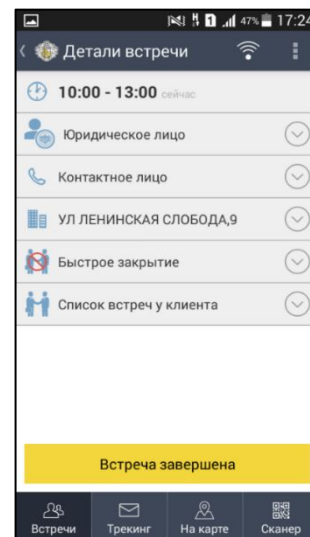 47% 17:24
Детали встречи
10:00 - 13:00 сейчас
Юридическое лицо
Контактное лицо
УЛ ЛЕНИНСКАЯ СЛОБОДА,9
Быстрое закрытие
Список встреч у клиента
Встреча завершена
Встречи Трекинг На карте Сканер